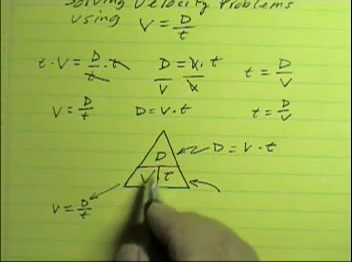 Solving Velocity Problems
using V = D/t
t · V = D/t · t   D/V = V · t/V   t = D/V
V = D/t   D = V · t   t = D/V
D = V · t
D
V t
V = D/t